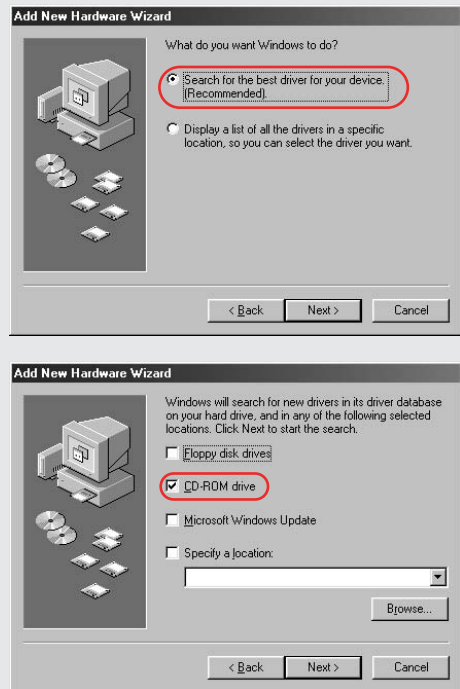 Add New Hardware Wizard
What do you want Windows to do?
Search for the best driver for your device.
(Recommended).
Display a list of all the drivers in a specific
location, so you can select the driver you want.
< Back
Next >
Cancel
Add New Hardware Wizard
Windows will search for new drivers in its driver database
on your hard drive, and in any of the following selected
locations. Click Next to start the search.
Floppy disk drives
CD-ROM drive
Microsoft Windows Update
Specify a location:
Browse...
< Back
Next >
Cancel